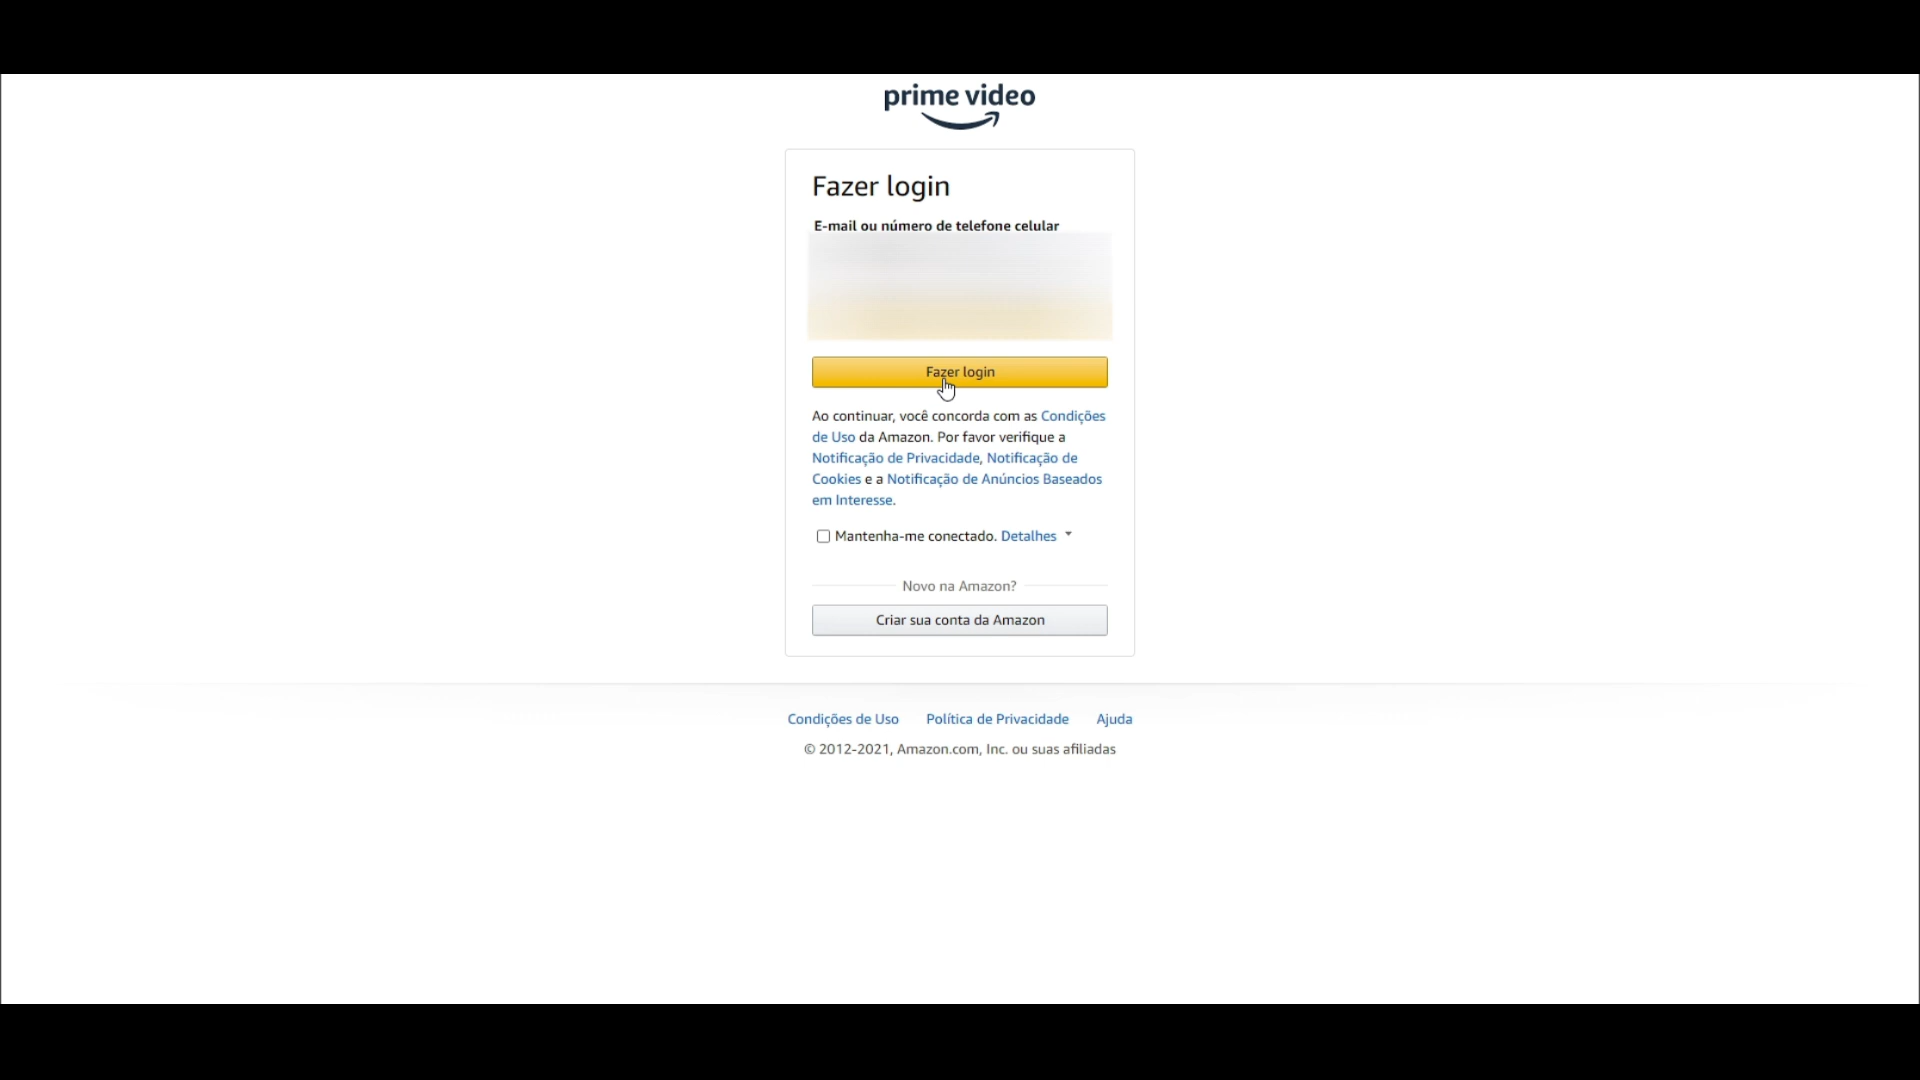 prime video
Fazer login
E-mail ou número de telefone celular
Fazer login
Ao continuar, você concorda com as Condições
de Uso da Amazon. Por favor verifique a
Notificação de Privacidade, Notificação de
Cookies e a Notificação de Anúncios Baseados
em Interesse.
Mantenha-me conectado. Detalhes
Novo na Amazon?
Criar sua conta da Amazon
Condições de Uso Política de Privacidade Ajuda
© 2012-2021, Amazon.com, Inc. ou suas afiliadas